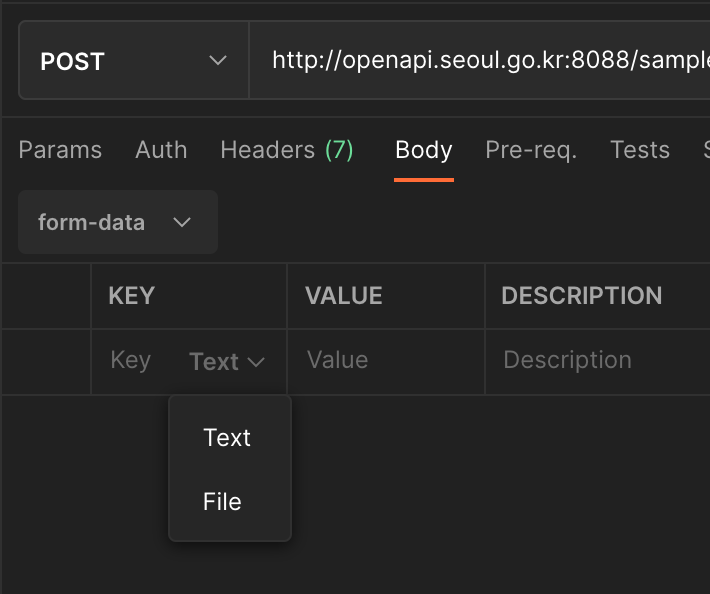 POST http://openapi.seoul.go.kr:8088/sample
Params Auth Headers (7) Body Pre-req. Tests
form-data
KEY VALUE DESCRIPTION
Key Text Value Description
Text
File